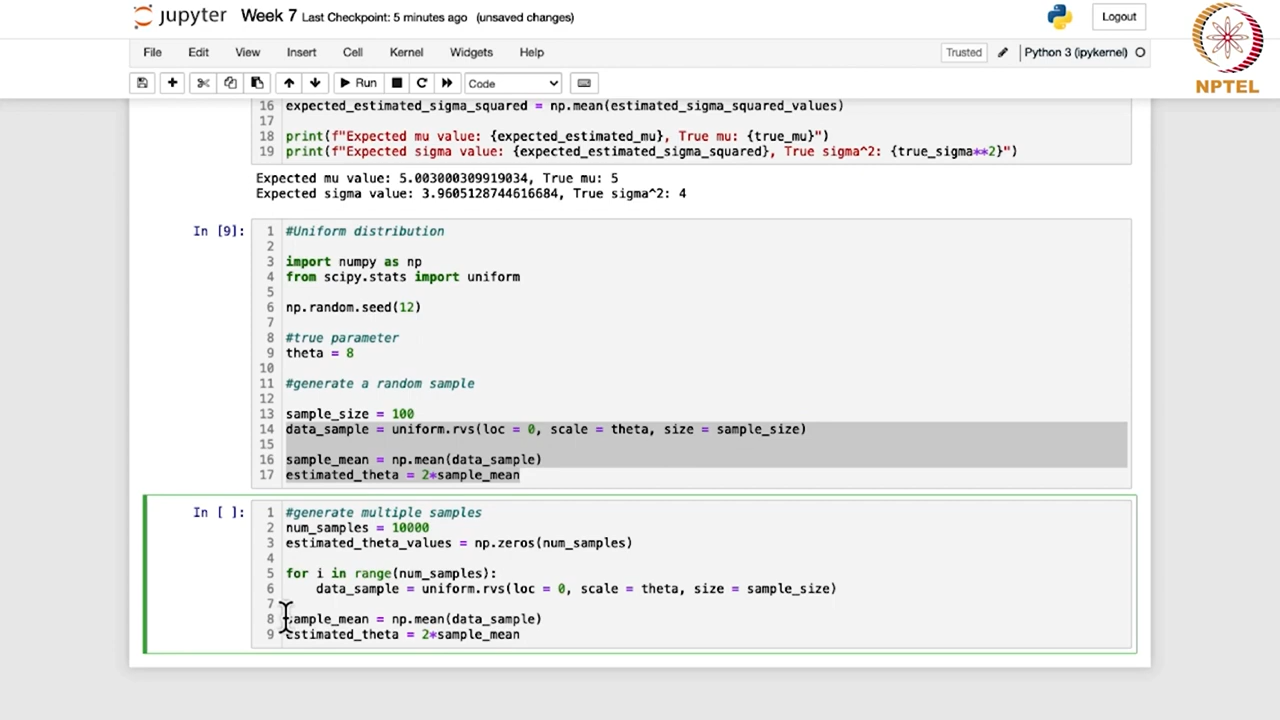 jupyter Week 7 Last Checkpoint: 5 minutes ago (unsaved changes) Logout
File Edit View Insert Cell Kernel Widgets Help Trusted Python 3 (ipykernel)
NPTEL
Run Code
16 expected_estimated_sigma_squared = np.mean(estimated_sigma_squared_values)
17
18 print(f"Expected mu value: {expected_estimated_mu}, True mu: {true_mu}")
19 print(f"Expected sigma value: {expected_estimated_sigma_squared}, True sigma^2: {true_sigma**2}")
Expected mu value: 5.003000309919034, True mu: 5
Expected sigma value: 3.9605128744616684, True sigma^2: 4
In [9]: 1 #Uniform distribution
2
3 import numpy as np
4 from scipy.stats import uniform
5
6 np.random.seed(12)
7
8 #true parameter
9 theta = 8
10
11 #generate a random sample
12
13 sample_size = 100
14 data_sample = uniform.rvs(loc = 0, scale = theta, size = sample_size)
15
16 sample_mean = np.mean(data_sample)
17 estimated_theta = 2*sample_mean
In [ ]: 1 #generate multiple samples
2 num_samples = 10000
3 estimated_theta_values = np.zeros(num_samples)
4
5 for i in range(num_samples):
6 data_sample = uniform.rvs(loc = 0, scale = theta, size = sample_size)
7
8 sample_mean = np.mean(data_sample)
9 estimated_theta = 2*sample_mean